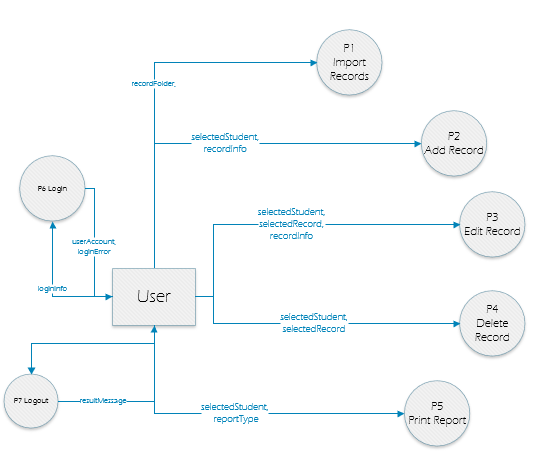 P1
Import
Records
recordFolder,
P2
Add Record
selectedStudent,
recordInfo
P6 Login
P3
Edit Record
selectedStudent,
selectedRecord,
recordInfo
userAccount,
loginError
loginInfo
User
P4
Delete
Record
selectedStudent,
selectedRecord
P7 Logout
resultMessage
selectedStudent,
reportType
P5
Print Report